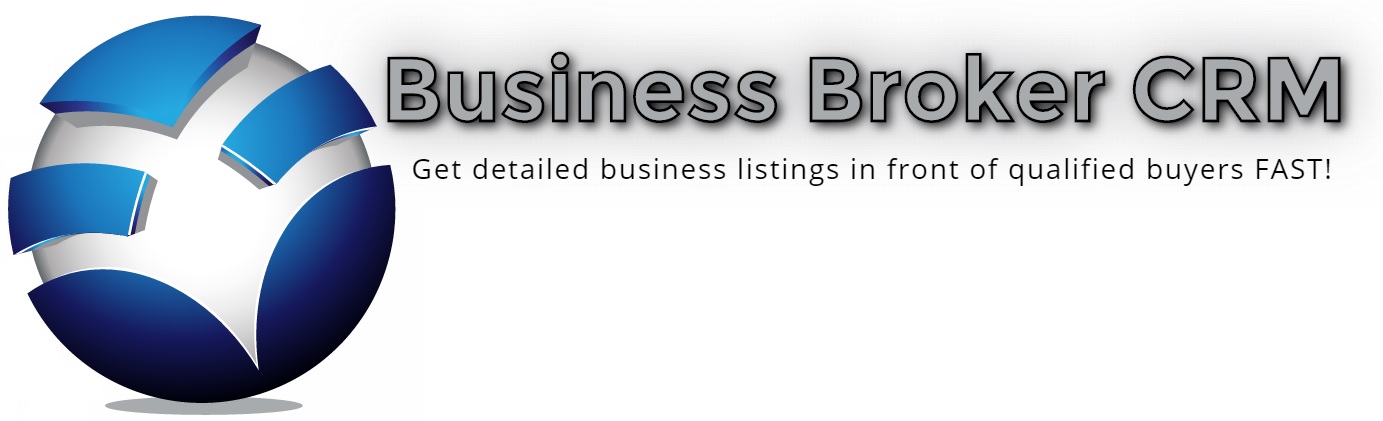 Business Broker CRM
Get detailed business listings in front of qualified buyers FAST!